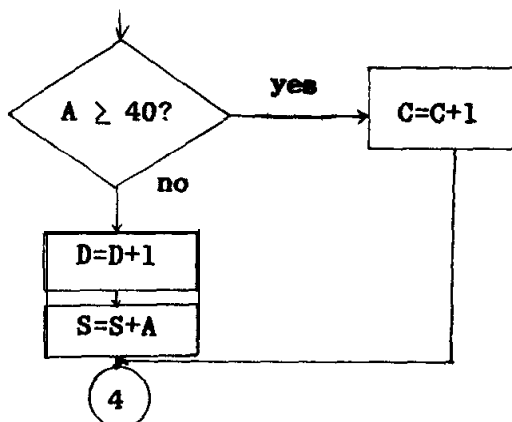 A ≥ 40?
yes
C=C+1
no
D=D+1
S=S+A
4